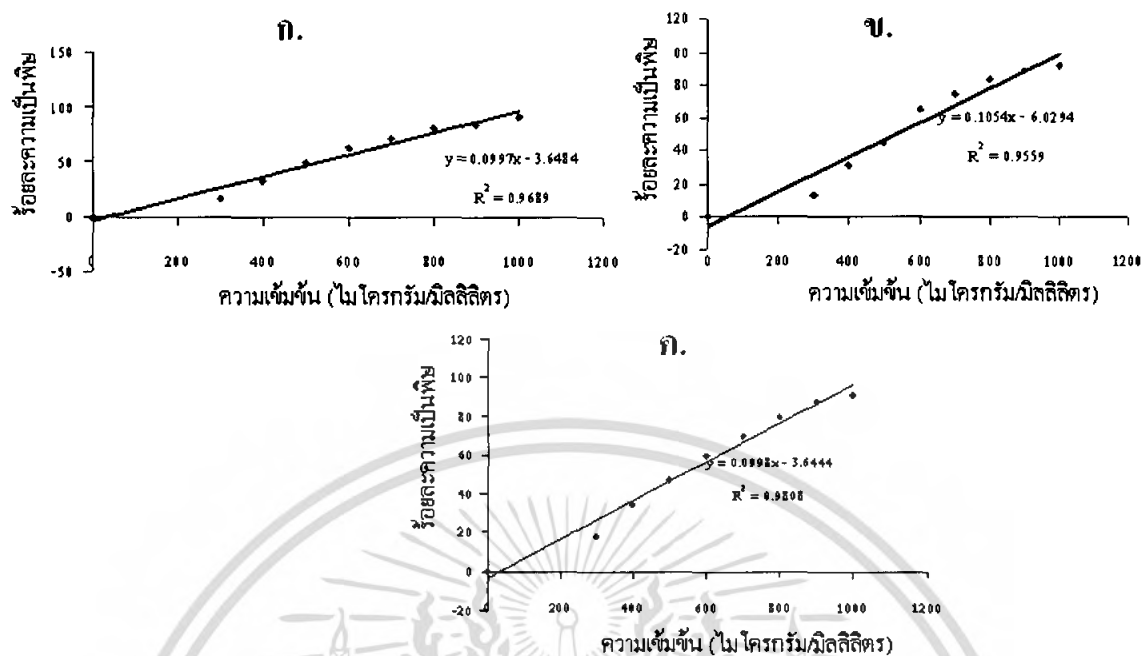 ก.
150
100
50
0
-50
0 200 400 600 800 1000 1200
ร้อยละความเป็นพิษ
y = 0.0997x - 3.6484
R² = 0.9689
ความเข้มข้น (ไมโครกรัม/มิลลิลิตร)
ข.
120
80
60
40
20
0
-20
0 200 400 600 800 1000 1200
ร้อยละความเป็นพิษ
y = 0.1054x - 6.0294
R² = 0.9559
ความเข้มข้น (ไมโครกรัม/มิลลิลิตร)
ค.
120
100
80
60
40
20
0
-20
0 200 400 600 800 1000 1200
ร้อยละความเป็นพิษ
y = 0.0998x - 3.6444
R² = 0.9808
ความเข้มข้น (ไมโครกรัม/มิลลิลิตร)